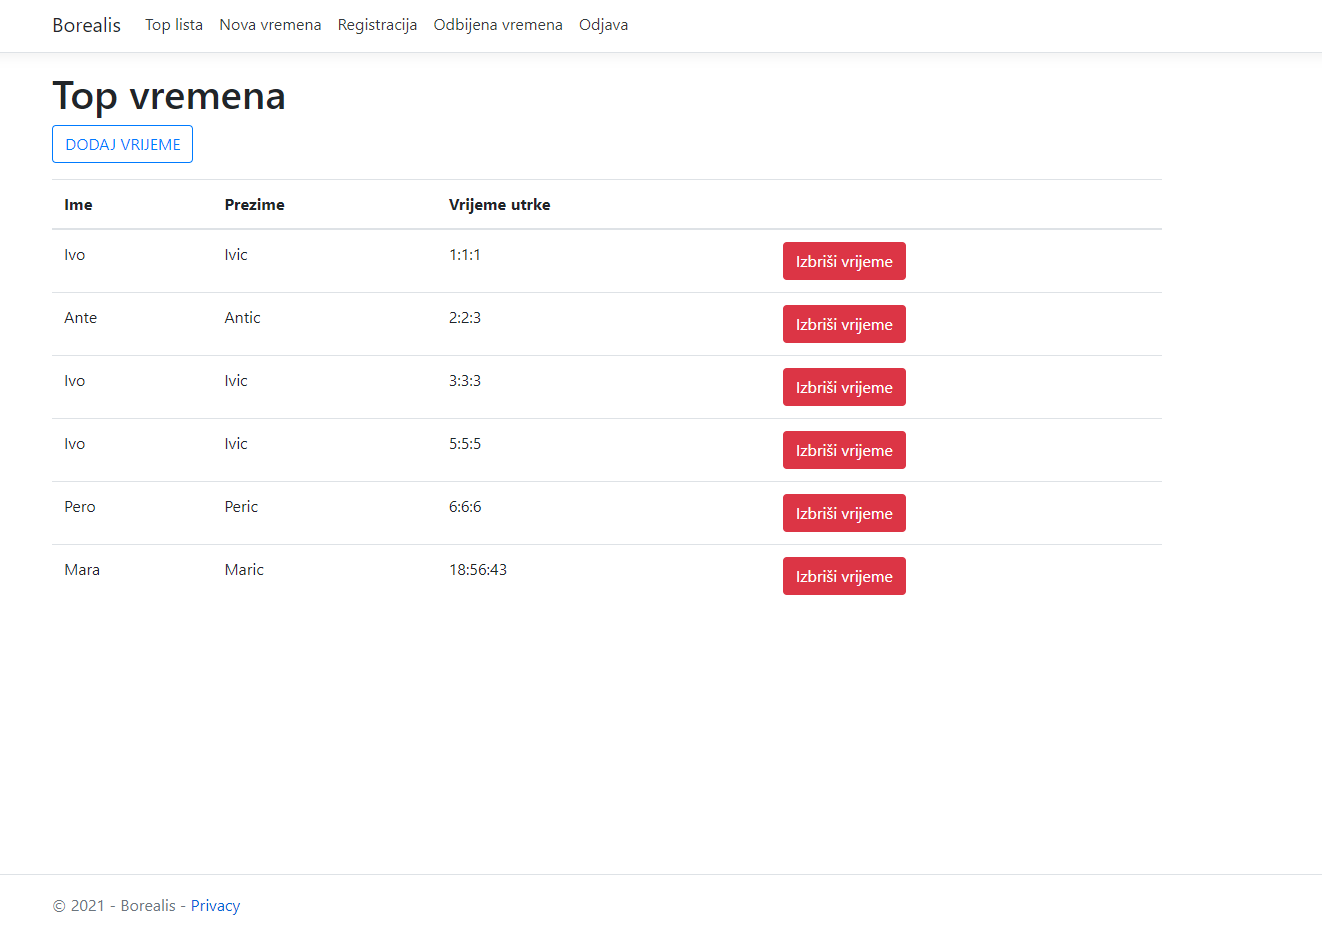 Borealis Top lista Nova vremena Registracija Odbijena vremena Odjava
Top vremena
DODAJ VRIJEME
Ime Prezime Vrijeme utrke
Ivo Ivic 1:1:1 Izbriši vrijeme
Ante Antic 2:2:3 Izbriši vrijeme
Ivo Ivic 3:3:3 Izbriši vrijeme
Ivo Ivic 5:5:5 Izbriši vrijeme
Pero Peric 6:6:6 Izbriši vrijeme
Mara Maric 18:56:43 Izbriši vrijeme
© 2021 - Borealis - Privacy